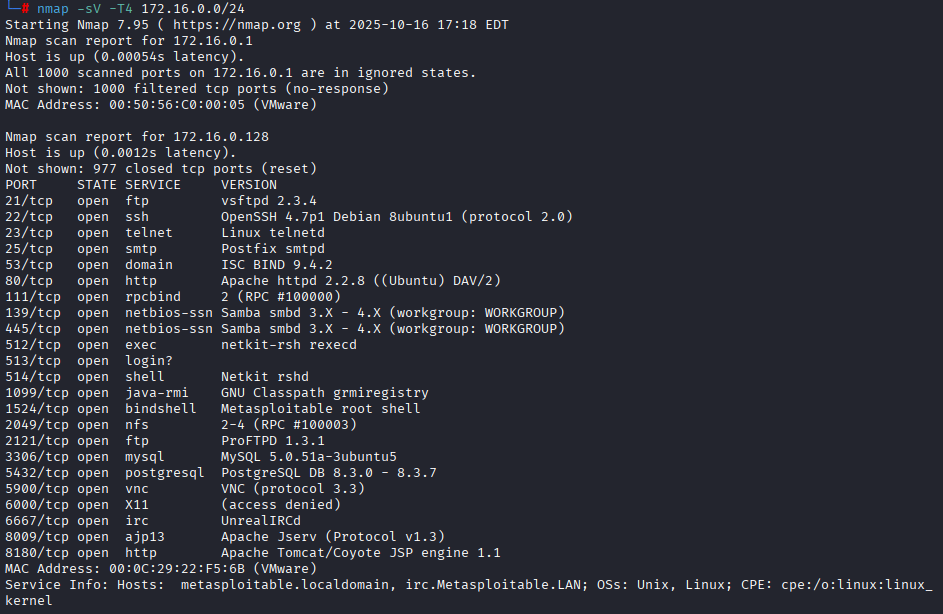 └─# nmap -sV -T4 172.16.0.0/24
Starting Nmap 7.95 ( https://nmap.org ) at 2025-10-16 17:18 EDT
Nmap scan report for 172.16.0.1
Host is up (0.00054s latency).
All 1000 scanned ports on 172.16.0.1 are in ignored states.
Not shown: 1000 filtered tcp ports (no-response)
MAC Address: 00:50:56:C0:00:05 (VMware)

Nmap scan report for 172.16.0.128
Host is up (0.0012s latency).
Not shown: 977 closed tcp ports (reset)
PORT     STATE SERVICE     VERSION
21/tcp   open  ftp         vsftpd 2.3.4
22/tcp   open  ssh         OpenSSH 4.7p1 Debian 8ubuntu1 (protocol 2.0)
23/tcp   open  telnet      Linux telnetd
25/tcp   open  smtp        Postfix smtpd
53/tcp   open  domain      ISC BIND 9.4.2
80/tcp   open  http        Apache httpd 2.2.8 ((Ubuntu) DAV/2)
111/tcp  open  rpcbind     2 (RPC #100000)
139/tcp  open  netbios-ssn Samba smbd 3.X - 4.X (workgroup: WORKGROUP)
445/tcp  open  netbios-ssn Samba smbd 3.X - 4.X (workgroup: WORKGROUP)
512/tcp  open  exec        netkit-rsh rexecd
513/tcp  open  login?
514/tcp  open  shell       Netkit rshd
1099/tcp open  java-rmi    GNU Classpath grmiregistry
1524/tcp open  bindshell   Metasploitable root shell
2049/tcp open  nfs         2-4 (RPC #100003)
2121/tcp open  ftp         ProFTPD 1.3.1
3306/tcp open  mysql       MySQL 5.0.51a-3ubuntu5
5432/tcp open  postgresql  PostgreSQL DB 8.3.0 - 8.3.7
5900/tcp open  vnc         VNC (protocol 3.3)
6000/tcp open  X11         (access denied)
6667/tcp open  irc         UnrealIRCd
8009/tcp open  ajp13       Apache Jserv (Protocol v1.3)
8180/tcp open  http        Apache Tomcat/Coyote JSP engine 1.1
MAC Address: 00:0C:29:22:F5:6B (VMware)
Service Info: Hosts:  metasploitable.localdomain, irc.Metasploitable.LAN; OSs: Unix, Linux; CPE: cpe:/o:linux:linux_
kernel